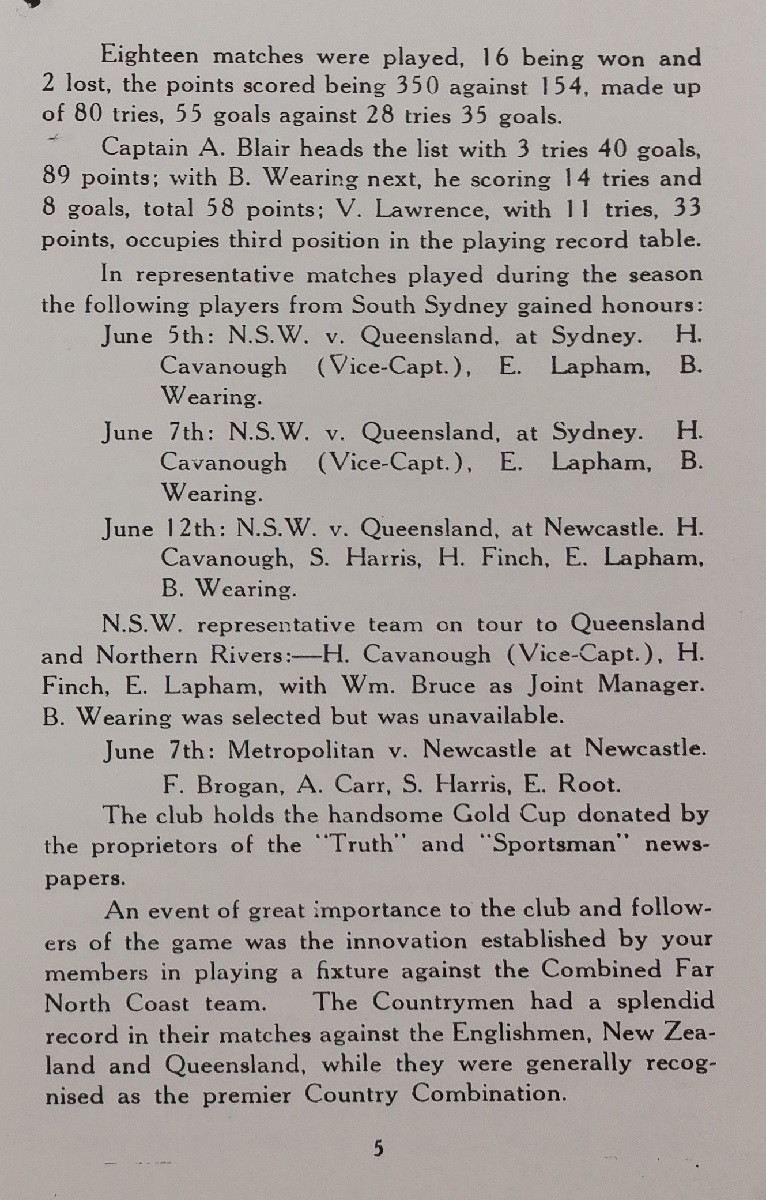 Eighteen matches were played, 16 being won and
2 lost, the points scored being 350 against 154, made up
of 80 tries, 55 goals against 28 tries 35 goals.
Captain A. Blair heads the list with 3 tries 40 goals,
89 points; with B. Wearing next, he scoring 14 tries and
8 goals, total 58 points; V. Lawrence, with 11 tries, 33
points, occupies third position in the playing record table.
In representative matches played during the season
the following players from South Sydney gained honours:
June 5th: N.S.W. v. Queensland, at Sydney. H.
Cavanough (Vice-Capt.), E. Lapham, B.
Wearing.
June 7th: N.S.W. v. Queensland, at Sydney. H.
Cavanough (Vice-Capt.), E. Lapham, B.
Wearing.
June 12th: N.S.W. v. Queensland, at Newcastle. H.
Cavanough, S. Harris, H. Finch, E. Lapham,
B. Wearing.
N.S.W. representative team on tour to Queensland
and Northern Rivers:—H. Cavanough (Vice-Capt.), H.
Finch, E. Lapham, with Wm. Bruce as Joint Manager.
B. Wearing was selected but was unavailable.
June 7th: Metropolitan v. Newcastle at Newcastle.
F. Brogan, A. Carr, S. Harris, E. Root.
The club holds the handsome Gold Cup donated by
the proprietors of the "Truth" and "Sportsman" news-
papers.
An event of great importance to the club and follow-
ers of the game was the innovation established by your
members in playing a fixture against the Combined Far
North Coast team. The Countrymen had a splendid
record in their matches against the Englishmen, New Zea-
land and Queensland, while they were generally recog-
nised as the premier Country Combination.
5